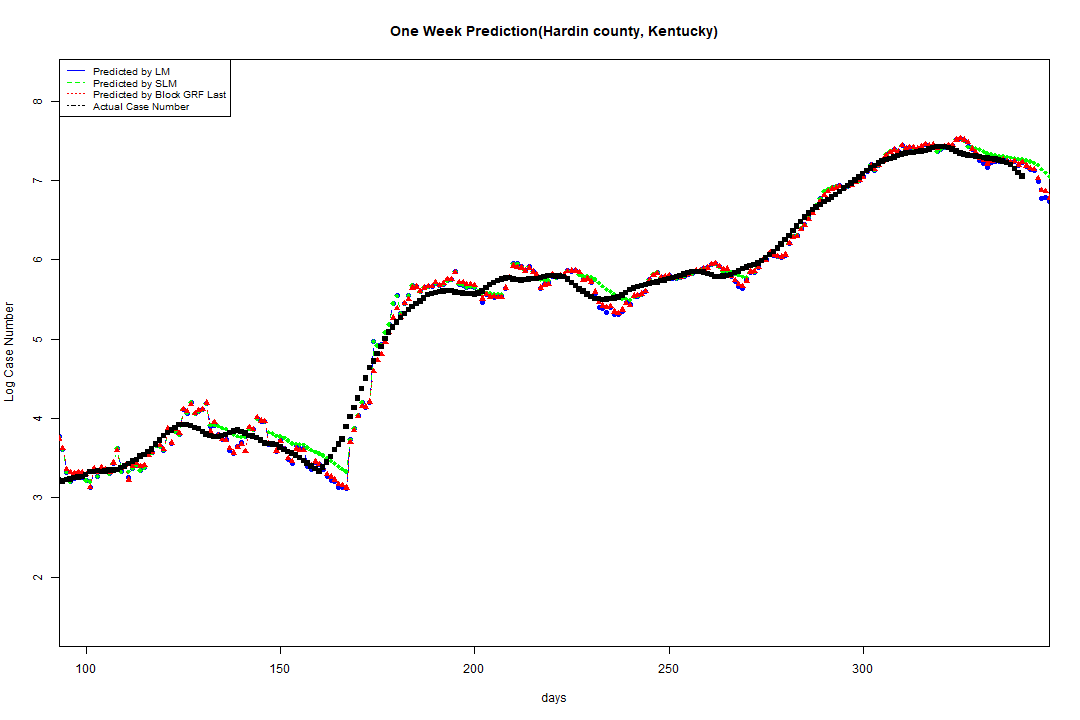 One Week Prediction(Hardin county, Kentucky)
Predicted by LM
Predicted by SLM
Predicted by Block GRF Last
Actual Case Number
8
7
6
5
4
3
2
Log Case Number
100 150 200 250 300
days